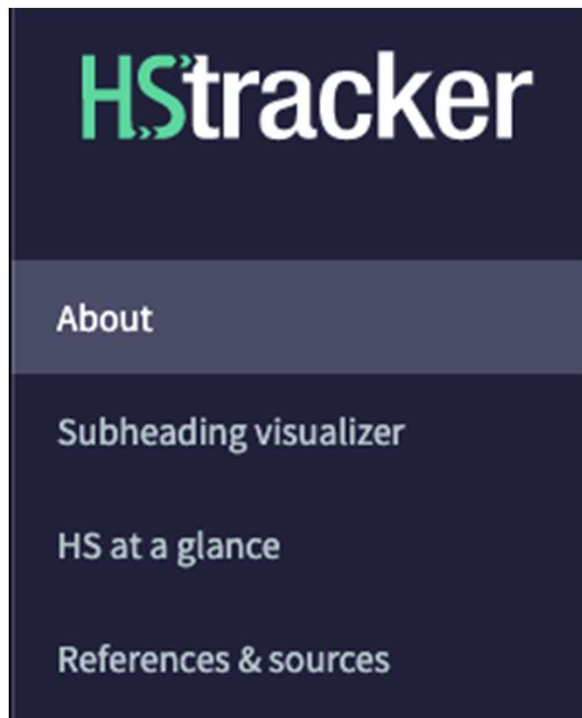 HStracker
About
Subheading visualizer
HS at a glance
References & sources